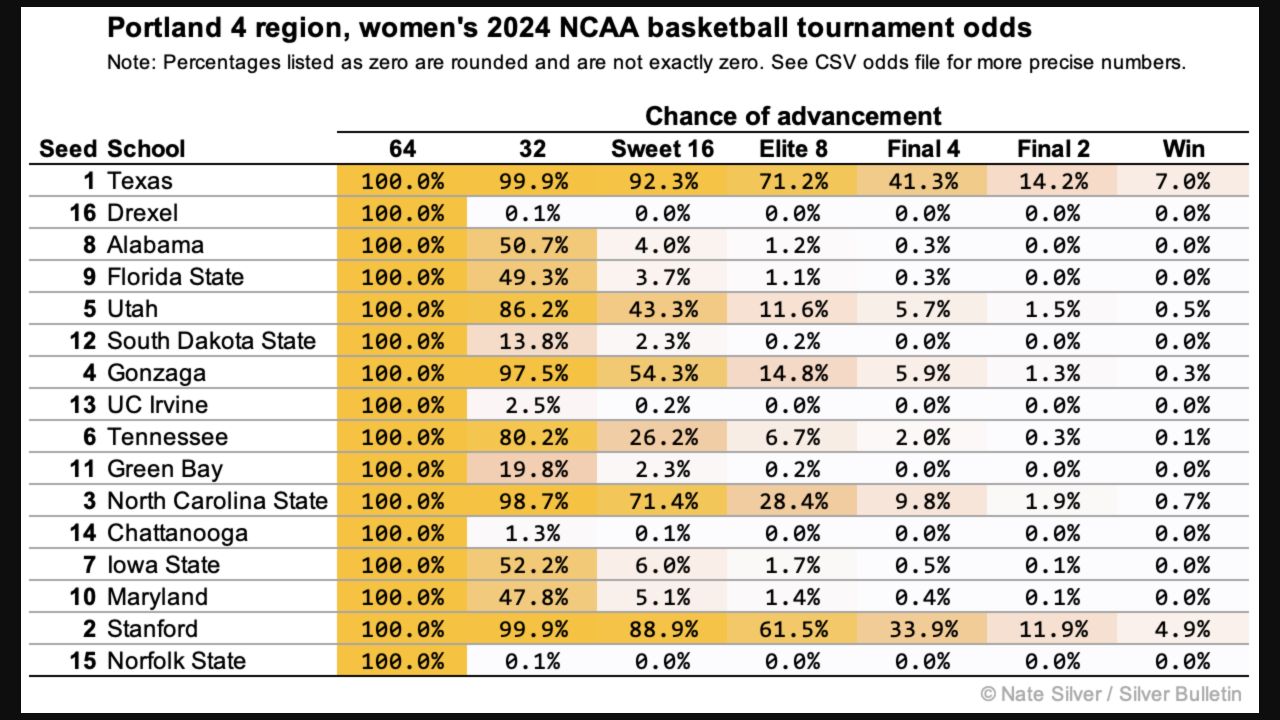 Portland 4 region, women's 2024 NCAA basketball tournament odds
Note: Percentages listed as zero are rounded and are not exactly zero. See CSV odds file for more precise numbers.
Chance of advancement
Seed School 64 32 Sweet 16 Elite 8 Final 4 Final 2 Win
1 Texas 100.0% 99.9% 92.3% 71.2% 41.3% 14.2% 7.0%
16 Drexel 100.0% 0.1% 0.0% 0.0% 0.0% 0.0% 0.0%
8 Alabama 100.0% 50.7% 4.0% 1.2% 0.3% 0.0% 0.0%
9 Florida State 100.0% 49.3% 3.7% 1.1% 0.3% 0.0% 0.0%
5 Utah 100.0% 86.2% 43.3% 11.6% 5.7% 1.5% 0.5%
12 South Dakota State 100.0% 13.8% 2.3% 0.2% 0.0% 0.0% 0.0%
4 Gonzaga 100.0% 97.5% 54.3% 14.8% 5.9% 1.3% 0.3%
13 UC Irvine 100.0% 2.5% 0.2% 0.0% 0.0% 0.0% 0.0%
6 Tennessee 100.0% 80.2% 26.2% 6.7% 2.0% 0.3% 0.1%
11 Green Bay 100.0% 19.8% 2.3% 0.2% 0.0% 0.0% 0.0%
3 North Carolina State 100.0% 98.7% 71.4% 28.4% 9.8% 1.9% 0.7%
14 Chattanooga 100.0% 1.3% 0.1% 0.0% 0.0% 0.0% 0.0%
7 Iowa State 100.0% 52.2% 6.0% 1.7% 0.5% 0.1% 0.0%
10 Maryland 100.0% 47.8% 5.1% 1.4% 0.4% 0.1% 0.0%
2 Stanford 100.0% 99.9% 88.9% 61.5% 33.9% 11.9% 4.9%
15 Norfolk State 100.0% 0.1% 0.0% 0.0% 0.0% 0.0% 0.0%
© Nate Silver / Silver Bulletin